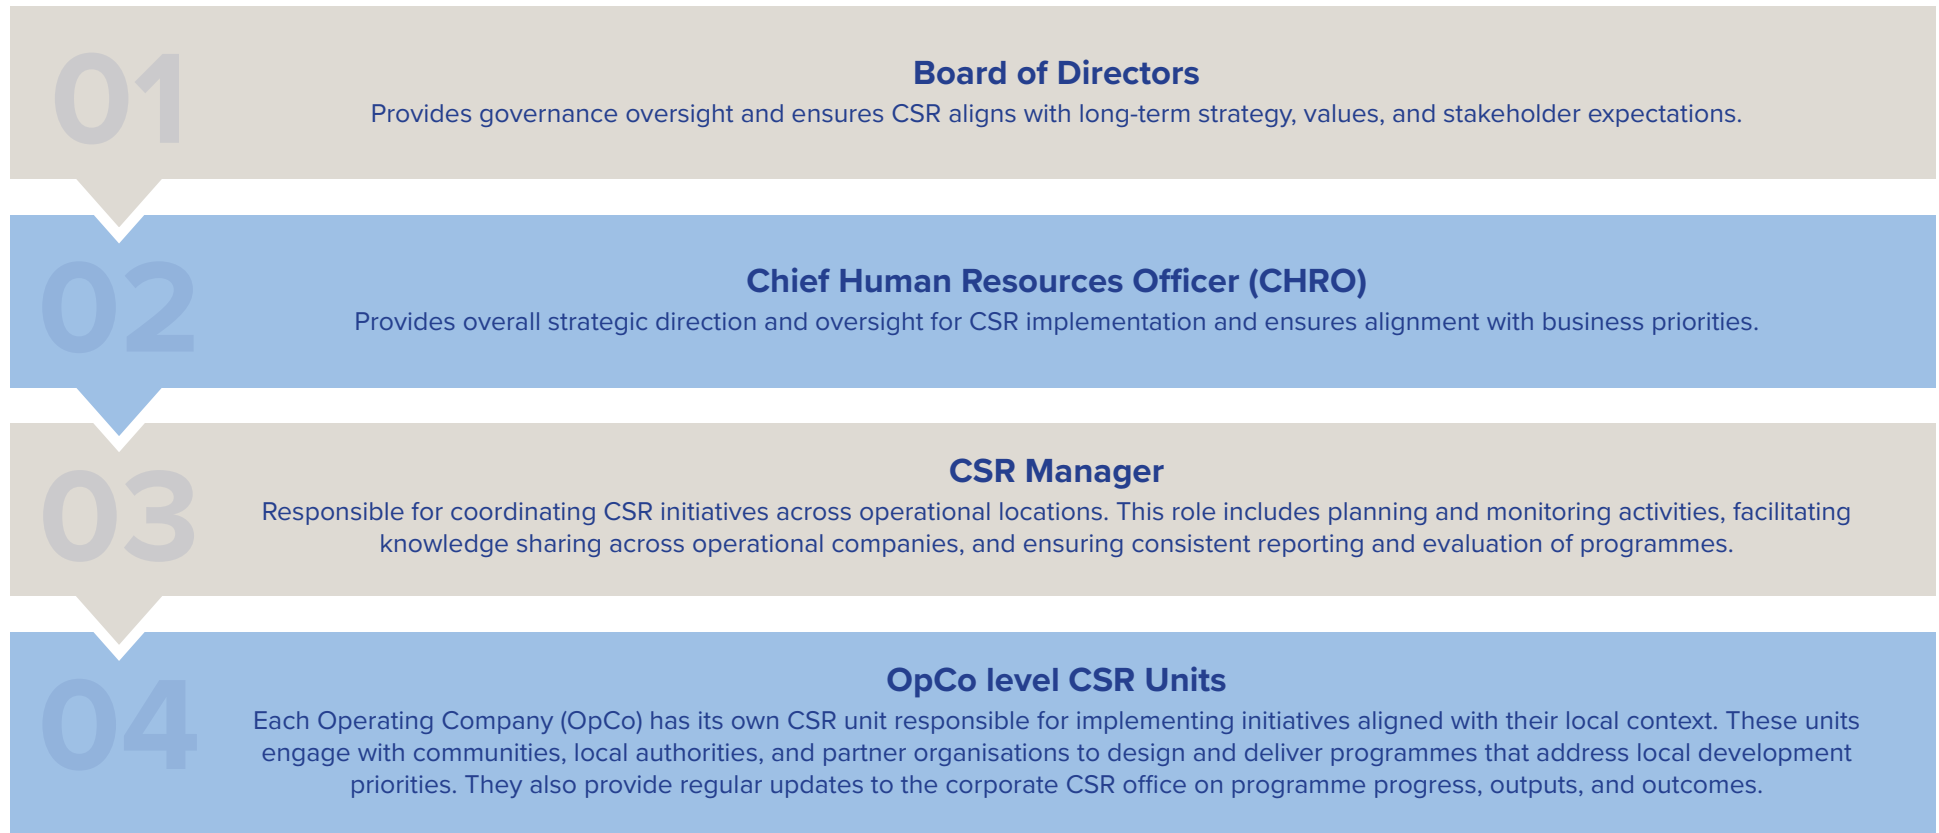 01
Board of Directors
Provides governance oversight and ensures CSR aligns with long-term strategy, values, and stakeholder expectations.
02
Chief Human Resources Officer (CHRO)
Provides overall strategic direction and oversight for CSR implementation and ensures alignment with business priorities.
03
CSR Manager
Responsible for coordinating CSR initiatives across operational locations. This role includes planning and monitoring activities, facilitating
knowledge sharing across operational companies, and ensuring consistent reporting and evaluation of programmes.
04
OpCo level CSR Units
Each Operating Company (OpCo) has its own CSR unit responsible for implementing initiatives aligned with their local context. These units
engage with communities, local authorities, and partner organisations to design and deliver programmes that address local development
priorities. They also provide regular updates to the corporate CSR office on programme progress, outputs, and outcomes.